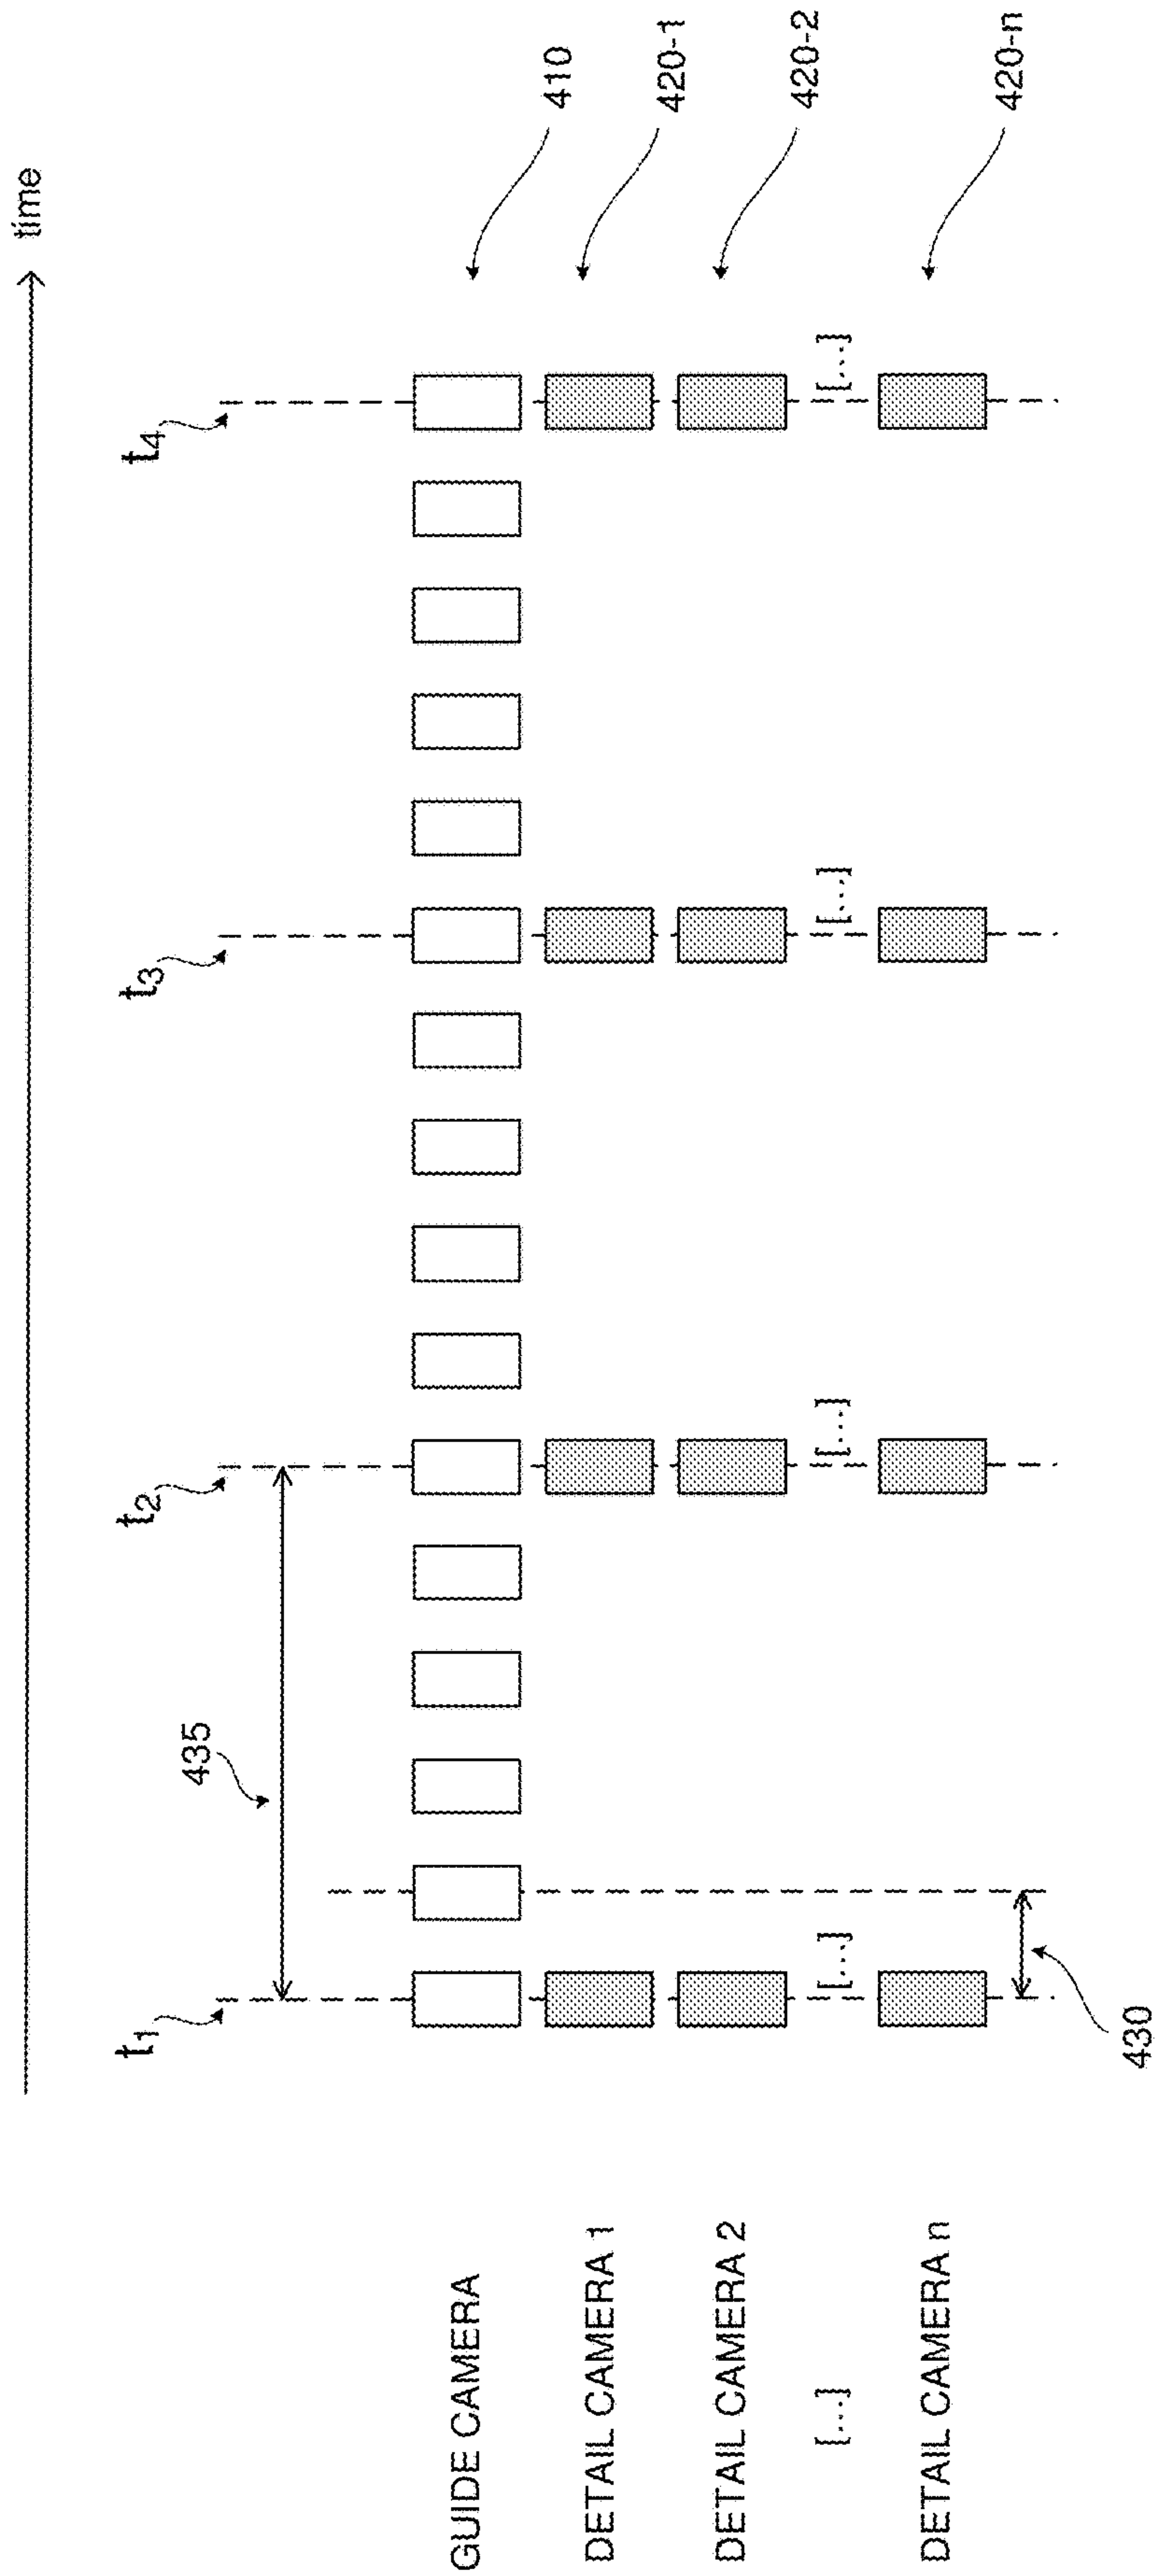 time
t1
t2
t3
t4
435
GUIDE CAMERA
410
DETAIL CAMERA 1
420-1
DETAIL CAMERA 2
420-2
[...]
[...]
[...]
[...]
[...]
DETAIL CAMERA n
420-n
430